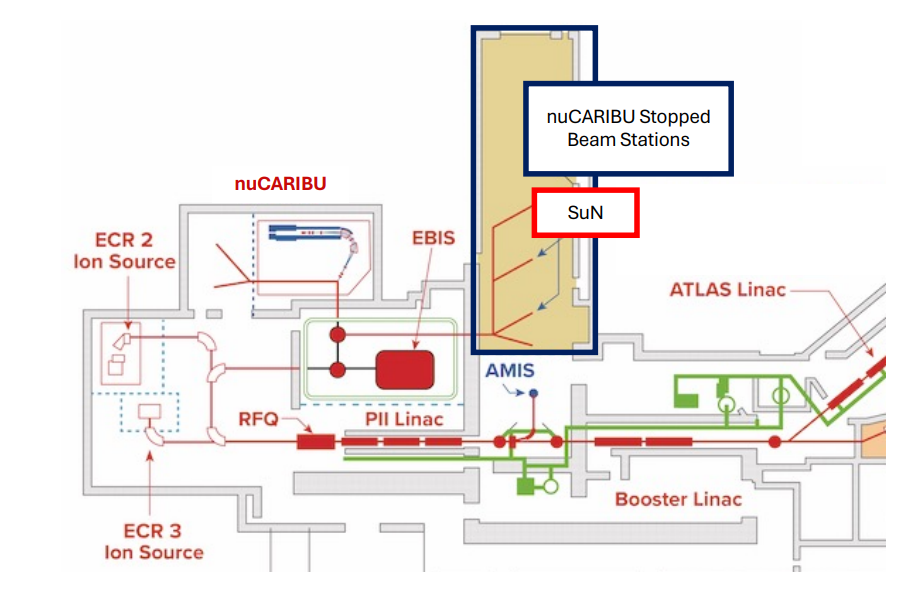 nuCARIBU Stopped
Beam Stations
nuCARIBU
SuN
ECR 2
Ion Source
EBIS
ATLAS Linac
AMIS
RFQ
PII Linac
Booster Linac
ECR 3
Ion Source